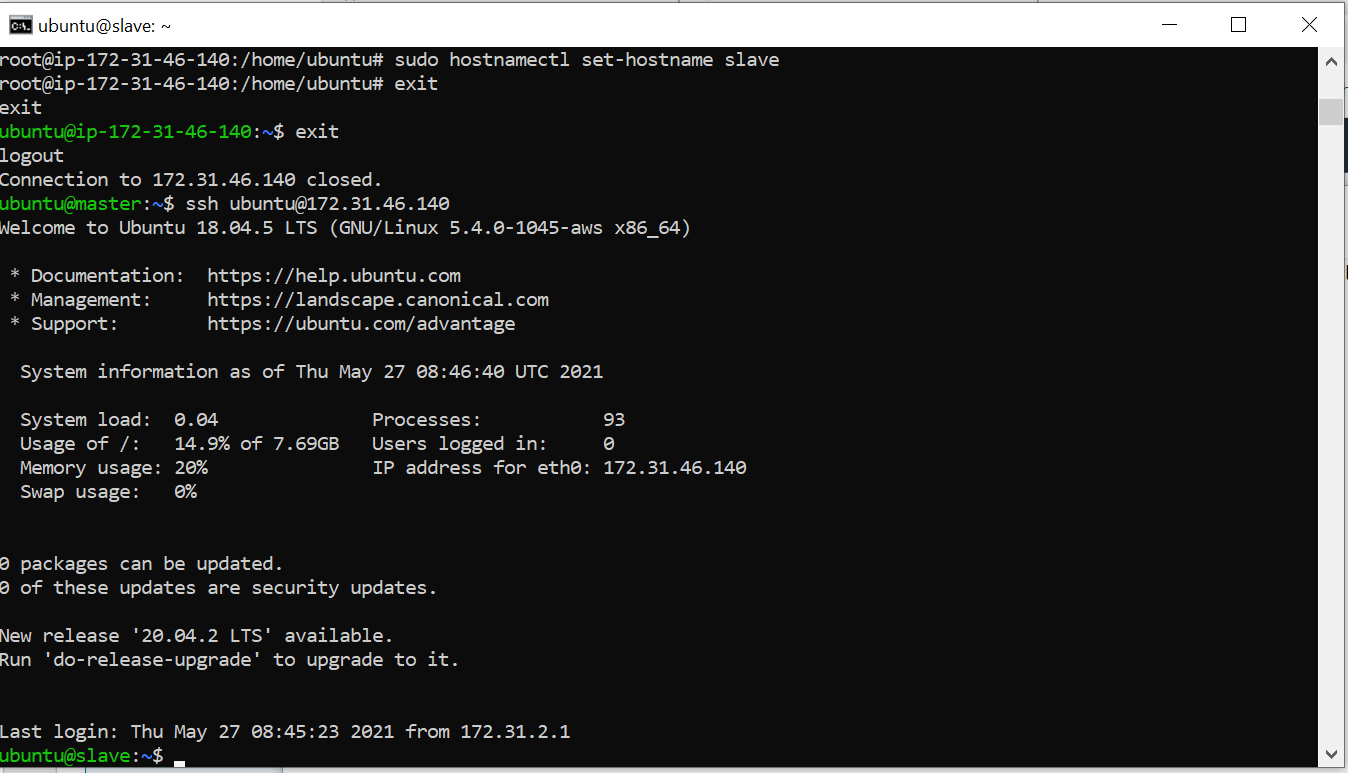 ubuntu@slave: ~
root@ip-172-31-46-140:/home/ubuntu# sudo hostnamectl set-hostname slave
root@ip-172-31-46-140:/home/ubuntu# exit
exit
ubuntu@ip-172-31-46-140:~$ exit
logout
Connection to 172.31.46.140 closed.
ubuntu@master:~$ ssh ubuntu@172.31.46.140
Welcome to Ubuntu 18.04.5 LTS (GNU/Linux 5.4.0-1045-aws x86_64)
* Documentation:  https://help.ubuntu.com
* Management:     https://landscape.canonical.com
* Support:        https://ubuntu.com/advantage
System information as of Thu May 27 08:46:40 UTC 2021
System load:  0.04              Processes:           93
Usage of /:   14.9% of 7.69GB   Users logged in:     0
Memory usage: 20%               IP address for eth0: 172.31.46.140
Swap usage:   0%
0 packages can be updated.
0 of these updates are security updates.
New release '20.04.2 LTS' available.
Run 'do-release-upgrade' to upgrade to it.
Last login: Thu May 27 08:45:23 2021 from 172.31.2.1
ubuntu@slave:~$